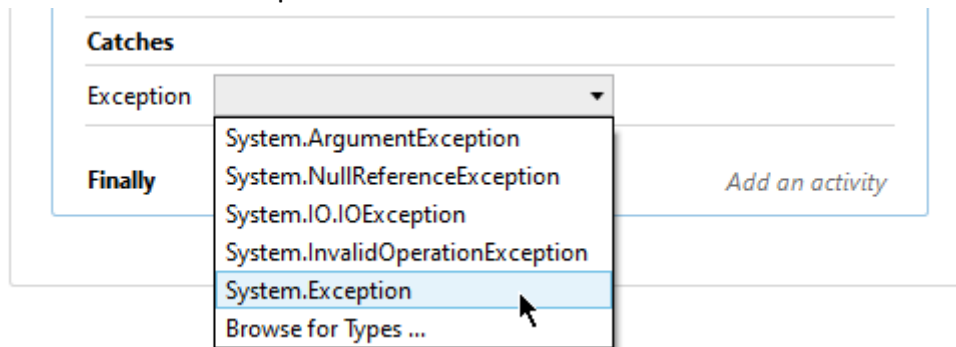 Catches
Exception
System.ArgumentException
System.NullReferenceException
Finally
Add an activity
System.IO.IOException
System.InvalidOperationException
System.Exception
Browse for Types ...